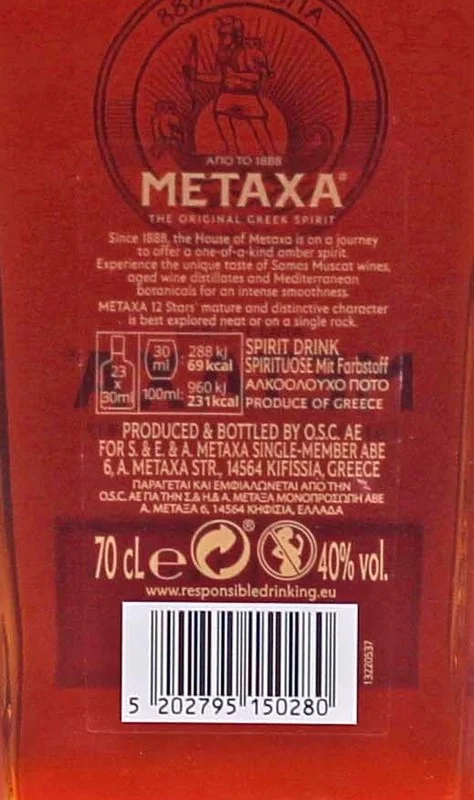 ΑΠΟ ΤΟ 1888
METAXA®
THE ORIGINAL GREEK SPIRIT
Since 1888, the House of Metaxa is on a journey
to offer a one-of-a-kind amber spirit.
Experience the unique taste of Samos Muscat wines,
aged wine distillates and Mediterranean
botanicals for an intense smoothness.
METAXA 12 Stars' mature and distinctive character
is best explored neat or on a single rock.
23 x 30ml
30 ml: 288 kJ 69 kcal
100ml: 960 kJ 231 kcal
SPIRIT DRINK
SPIRITUOSE Mit Farbstoff
ΑΛΚΟΟΛΟΥΧΟ ΠΟΤΟ
PRODUCE OF GREECE
PRODUCED & BOTTLED BY O.S.C. AE
FOR S. & E. & A. METAXA SINGLE-MEMBER ABE
6, A. METAXA STR., 14564 KIFISSIA, GREECE
ΠΑΡΑΓΕΤΑΙ ΚΑΙ ΕΜΦΙΑΛΩΝΕΤΑΙ ΑΠΟ ΤΗΝ
O.S.C. AE ΓΙΑ ΤΗΝ Σ.& Η.& Α. ΜΕΤΑΞΑ ΜΟΝΟΠΡΟΣΩΠΗ ΑΒΕ
Α. ΜΕΤΑΞΑ 6, 14564 ΚΗΦΙΣΙΑ, ΕΛΛΑΔΑ
70 cL e ® 40% vol.
www.responsibledrinking.eu
13220537
5 202795 150280